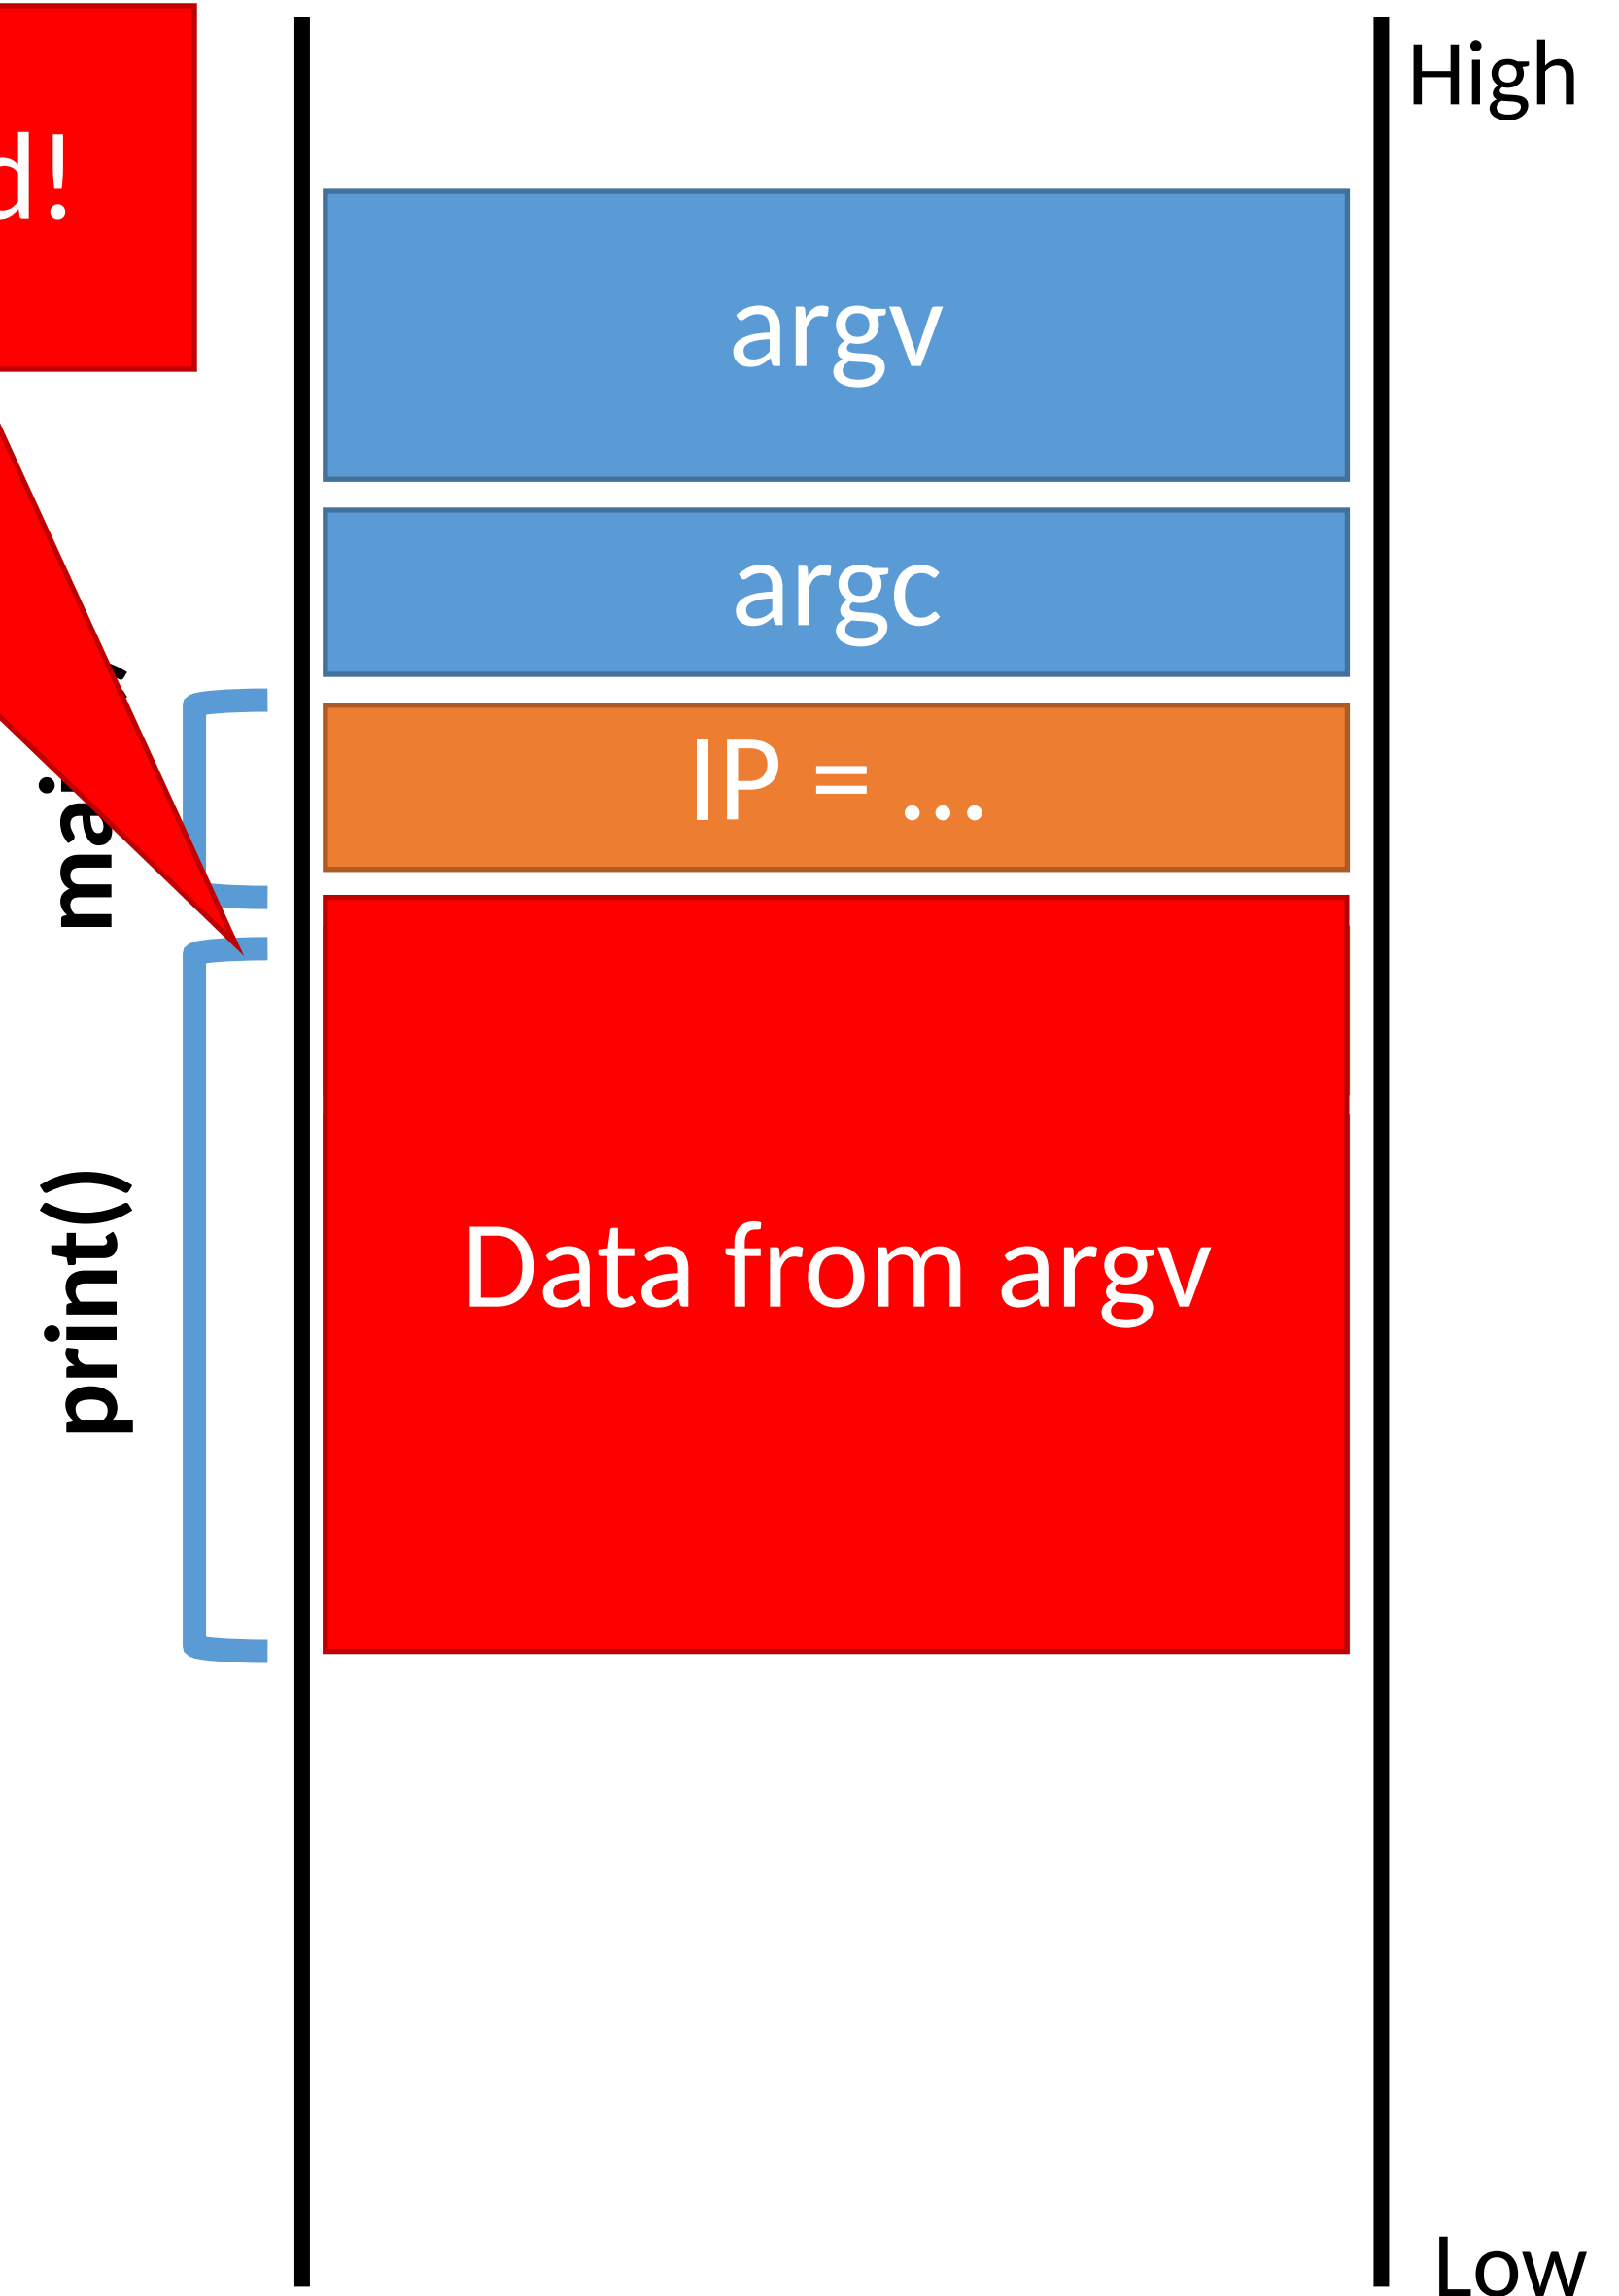 High
d!
argv
argc
IP = ...
print()
Data from argv
Low